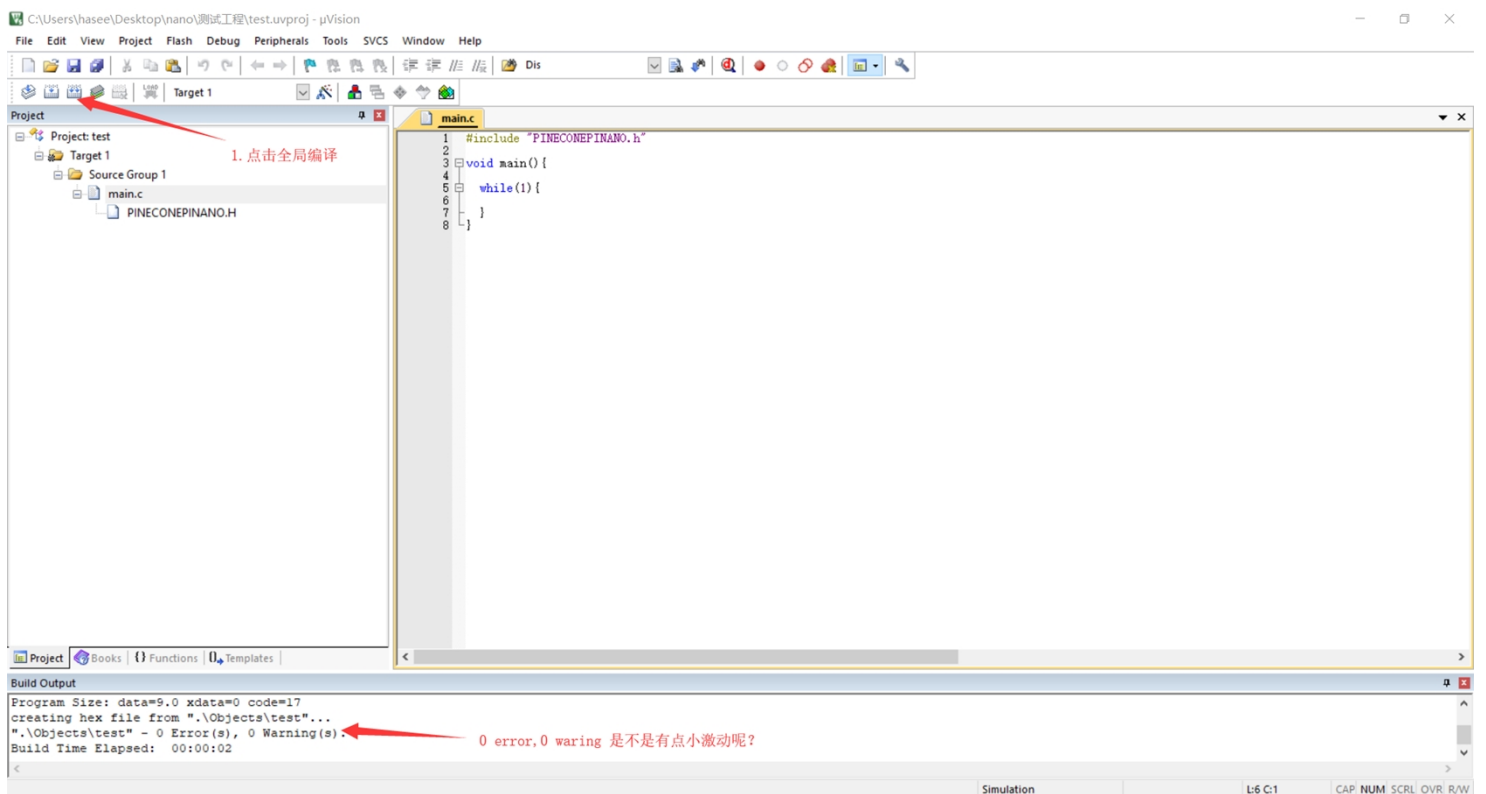 C:\Users\hasee\Desktop\nano\测试工程\test.uvproj - µVision
File Edit View Project Flash Debug Peripherals Tools SVCS Window Help
Dis
LOAD Target 1
Project
main.c
Project: test
Target 1
Source Group 1
main.c
PINECONEPINANO.H
1.点击全局编译
1 #include "PINECONEPINANO.h"
2
3 void main(){
4
5 while(1){
6
7 }
8 }
Project Books {} Functions Templates
Build Output
Program Size: data=9.0 xdata=0 code=17
creating hex file from ".\Objects\test"...
".\Objects\test" - 0 Error(s), 0 Warning(s).
Build Time Elapsed: 00:00:02
0 error,0 waring 是不是有点小激动呢?
Simulation L:6 C:1 CAP NUM SCRL OVR R/W